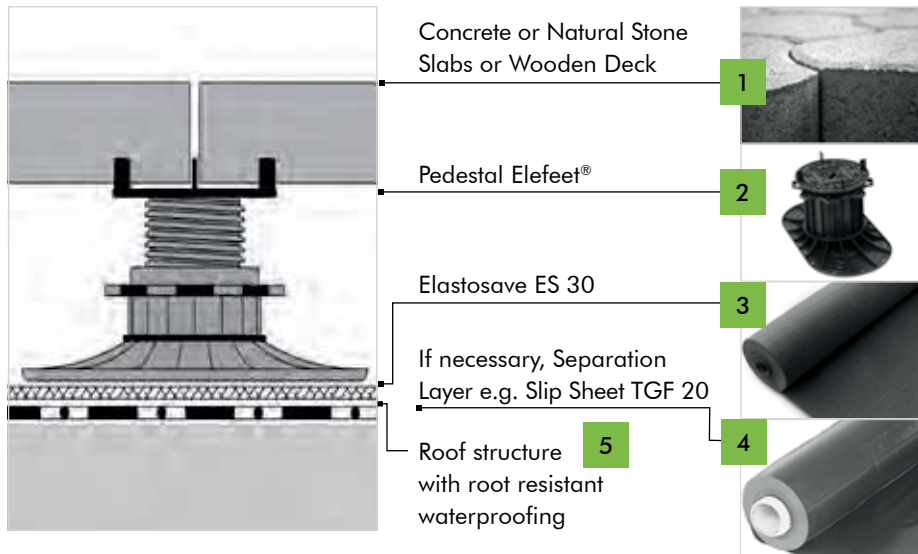 Concrete or Natural Stone
Slabs or Wooden Deck
1
Pedestal Elefeet®
2
Elastosave ES 30
3
If necessary, Separation
Layer e.g. Slip Sheet TGF 20
4
Roof structure
with root resistant
waterproofing
5